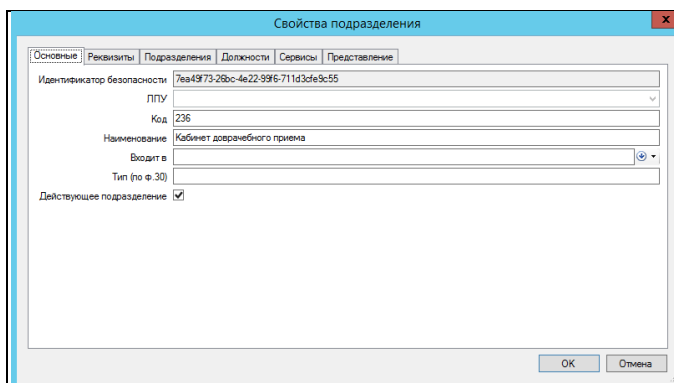 Свойства подразделения
x
Основные Реквизиты Подразделения Должности Сервисы Представление
Идентификатор безопасности 7ea49f73-26bc-4e22-99f6-711d3cfe9c55
ЛПУ
Код 236
Наименование Кабинет доврачебного приема
Входит в
Тип (по ф.30)
Действующее подразделение
OK Отмена